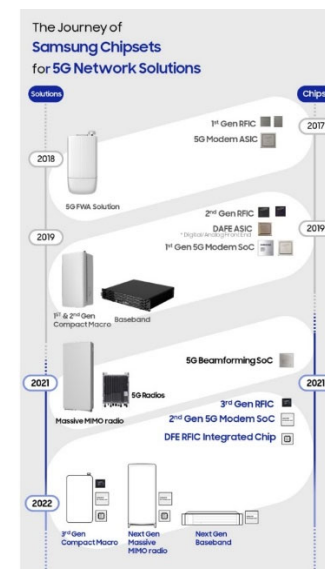 The Journey of
Samsung Chipsets
for 5G Network Solutions
Solutions
Chips
2017
1st Gen RFIC
5G Modem ASIC
2018
5G FWA Solution
2019
2nd Gen RFIC
DAFE ASIC
* Digital/Analog Front End
1st Gen 5G Modem SoC
2019
1st & 2nd Gen
Compact Macro
Baseband
5G Beamforming SoC
2021
2021
5G Radios
Massive MIMO radio
3rd Gen RFIC
2nd Gen 5G Modem SoC
DFE RFIC Integrated Chip
2022
3rd Gen
Compact Macro
Next Gen
Massive
MIMO radio
Next Gen
Baseband